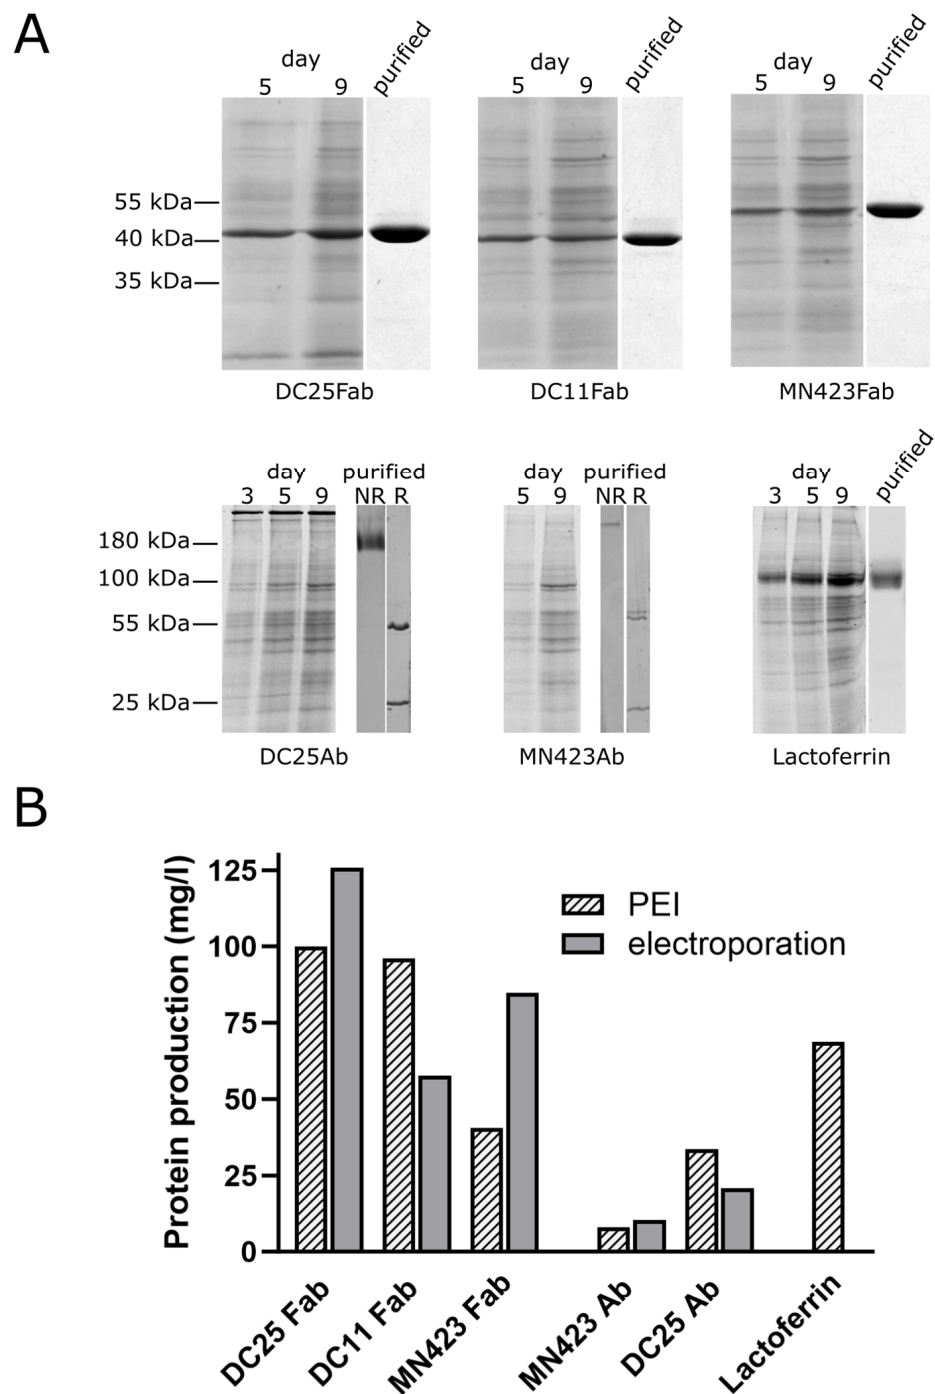 A
day
5 9 purified
day
5 9 purified
day
5 9 purified
55 kDa
40 kDa
35 kDa
DC25Fab
DC11Fab
MN423Fab
day purified
3 5 9 NR R
day purified
5 9 NR R
day
3 5 9 purified
180 kDa
100 kDa
55 kDa
25 kDa
DC25Ab
MN423Ab
Lactoferrin
B
Protein production (mg/l)
125
100
75
50
25
0
PEI
electroporation
DC25 Fab
DC11 Fab
MN423 Fab
MN423 Ab
DC25 Ab
Lactoferrin